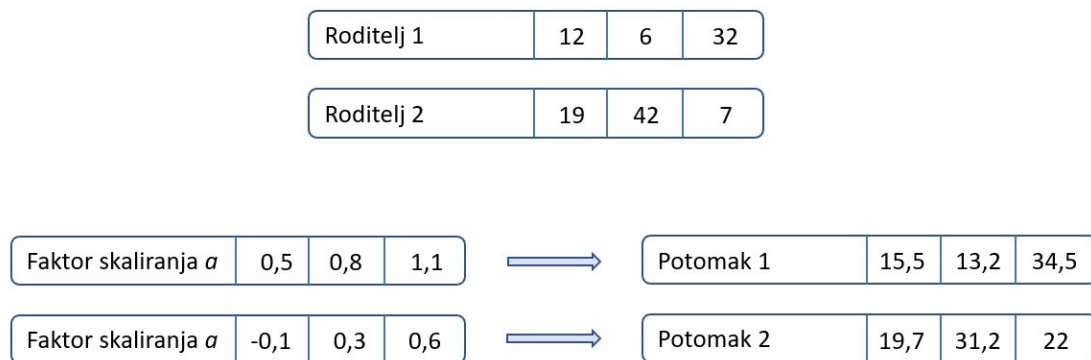 Roditelj 1 12 6 32
Roditelj 2 19 42 7
Faktor skaliranja a 0,5 0,8 1,1
Potomak 1 15,5 13,2 34,5
Faktor skaliranja a -0,1 0,3 0,6
Potomak 2 19,7 31,2 22